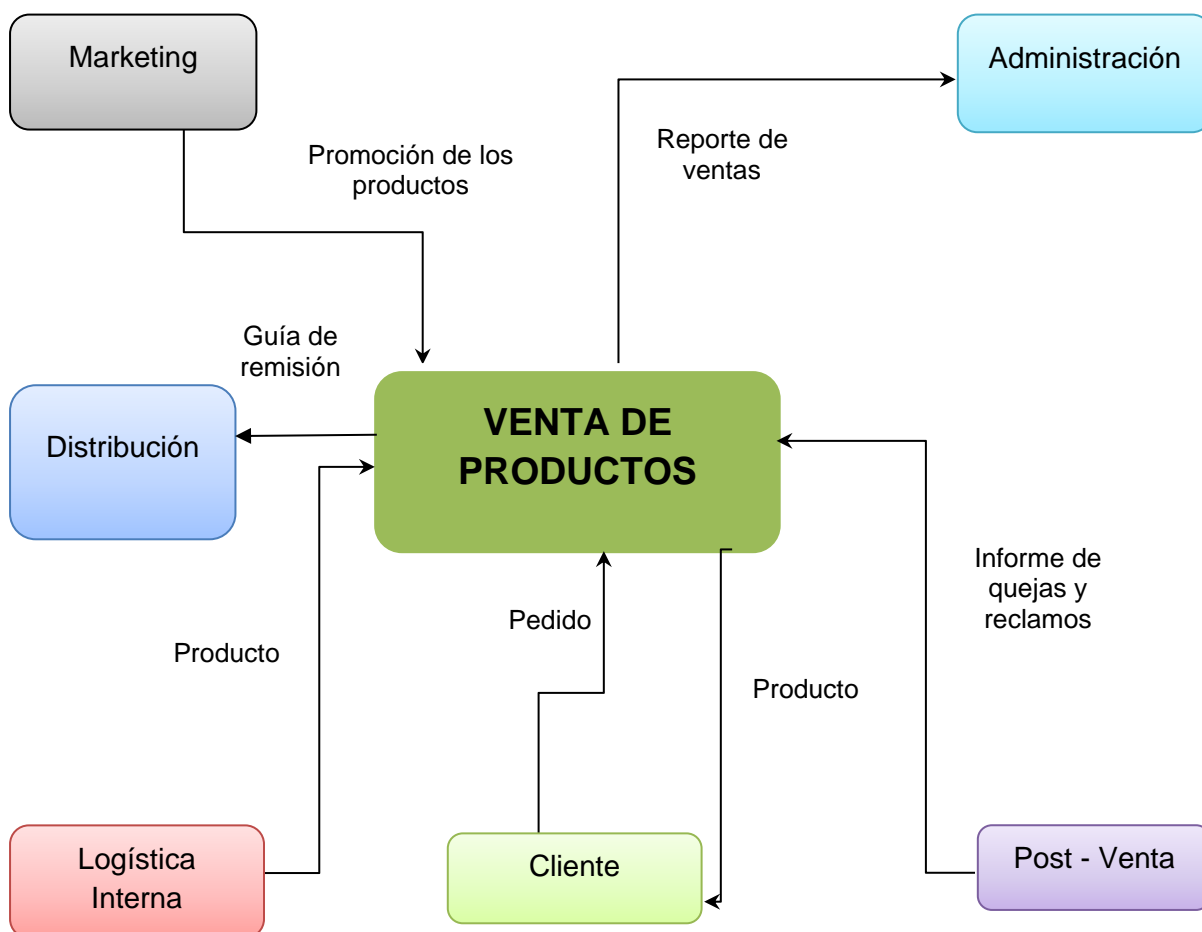 Marketing
Administración
Promoción de los
productos
Reporte de
ventas
Guía de
remisión
Distribución
VENTA DE
PRODUCTOS
Informe de
quejas y
reclamos
Pedido
Producto
Producto
Logística
Interna
Cliente
Post - Venta